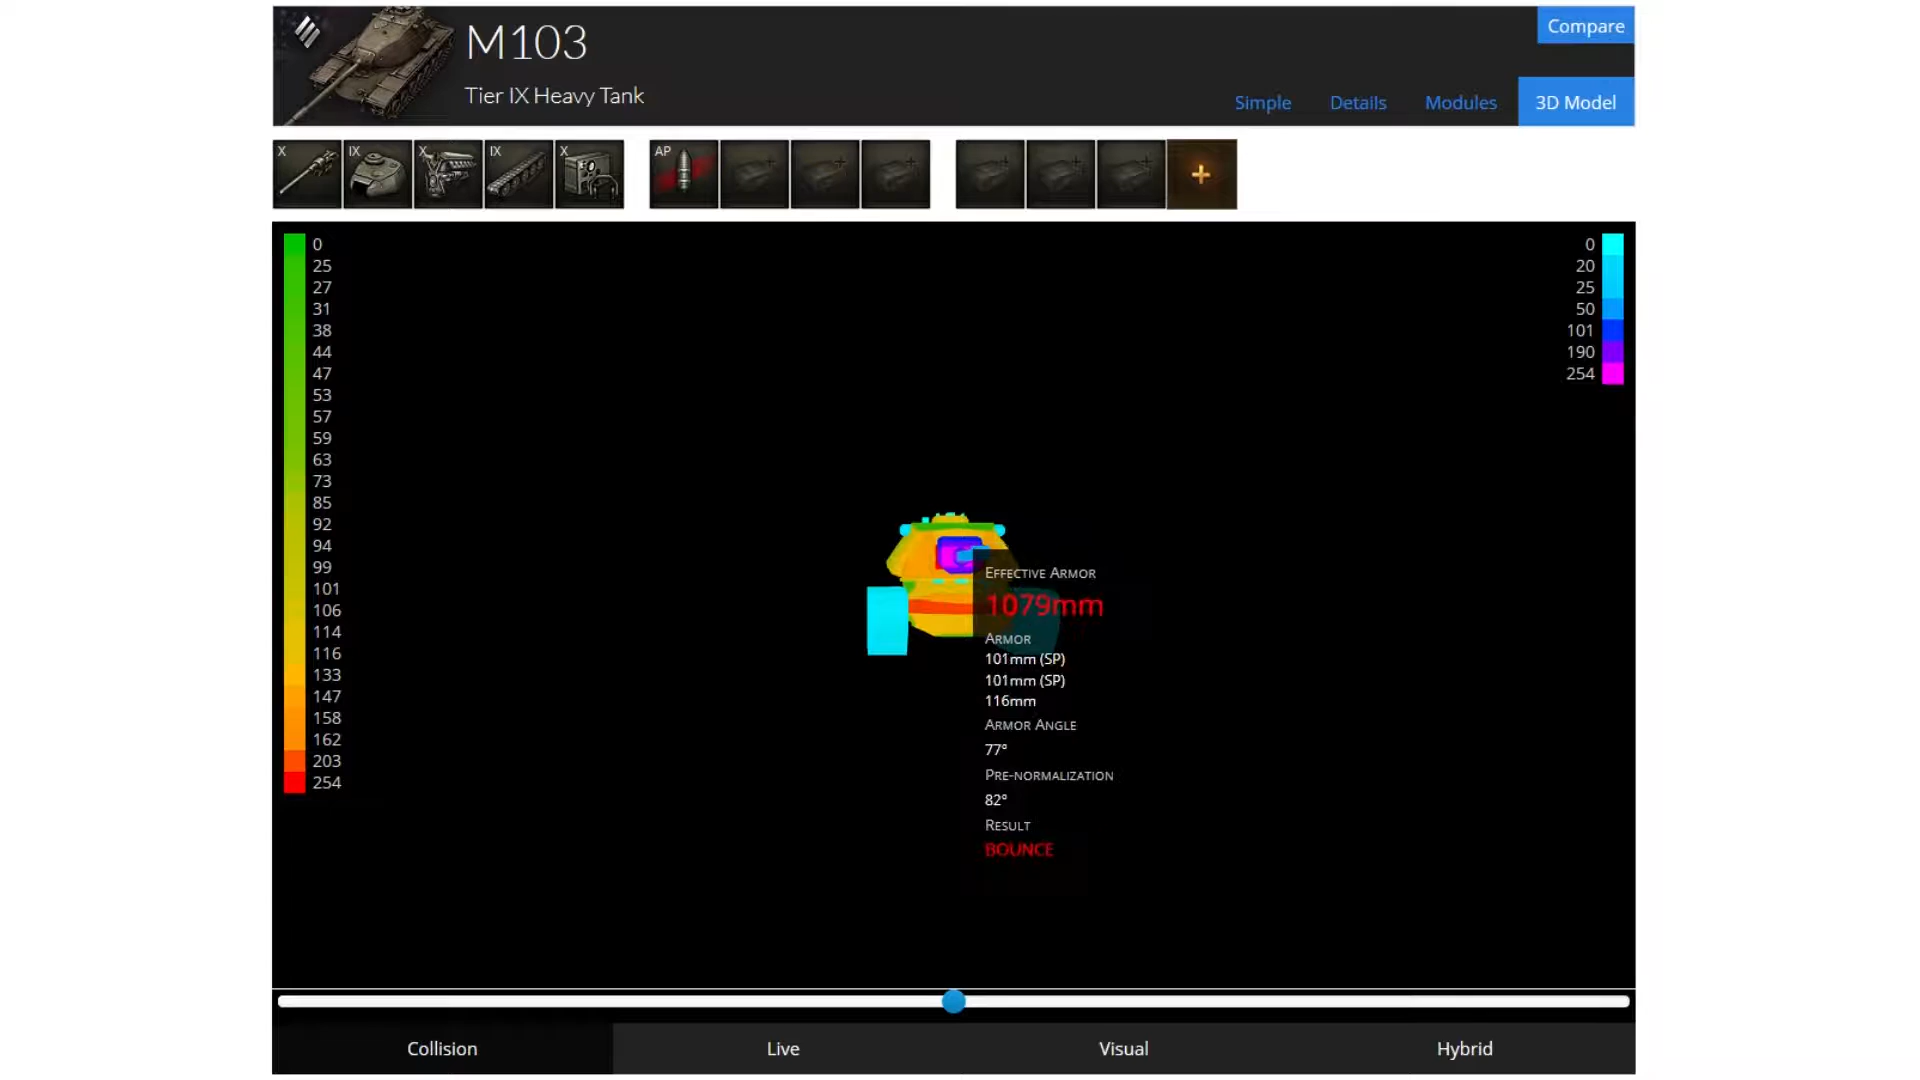 M103
Compare
Tier IX Heavy Tank
Simple
Details
Modules
3D Model
X
IX
X
IX
X
AP
0
25
27
31
38
44
47
53
57
59
63
73
85
92
94
99
101
106
114
116
133
147
158
162
203
254
0
20
25
50
101
190
254
Effective Armor
1079mm
Armor
101mm (SP)
101mm (SP)
116mm
Armor Angle
77°
Pre-normalization
82°
Result
BOUNCE
Collision
Live
Visual
Hybrid